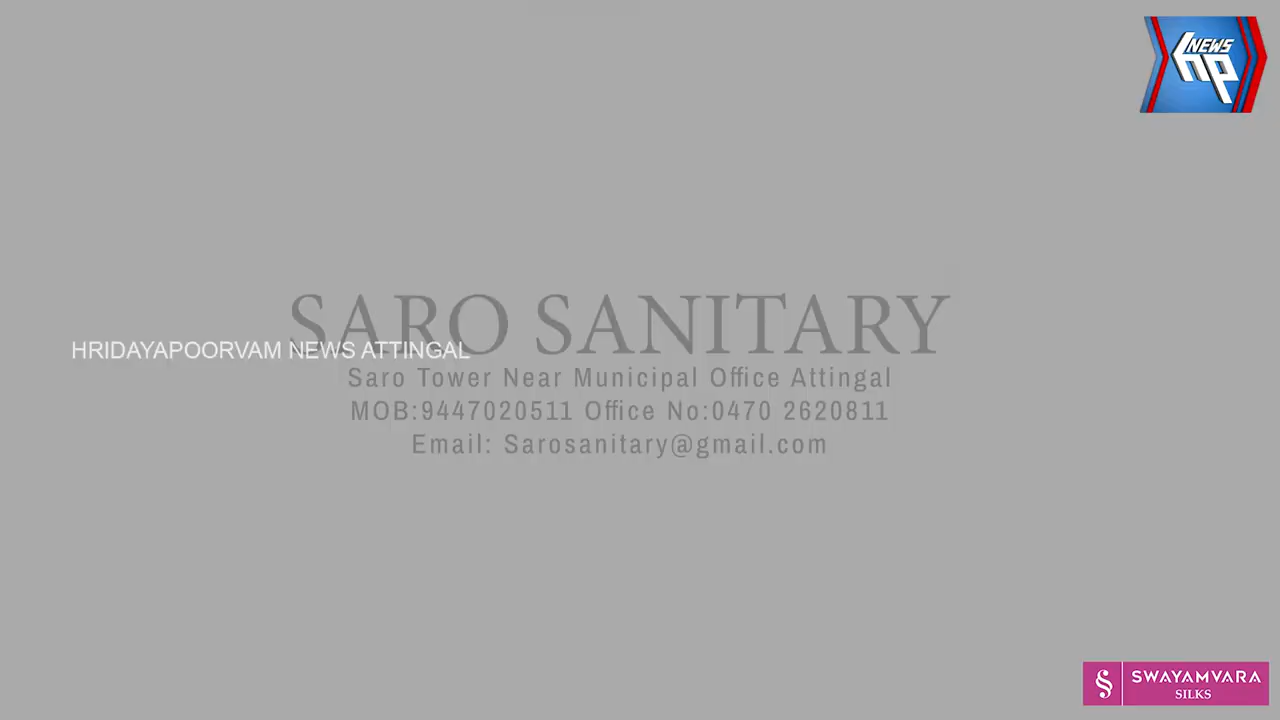 NEWS
hp
SARO SANITARY
HRIDAYAPOORVAM NEWS ATTINGAL
Saro Tower Near Municipal Office Attingal
MOB:9447020511 Office No:0470 2620811
Email: Sarosanitary@gmail.com
SWAYAMVARA
SILKS